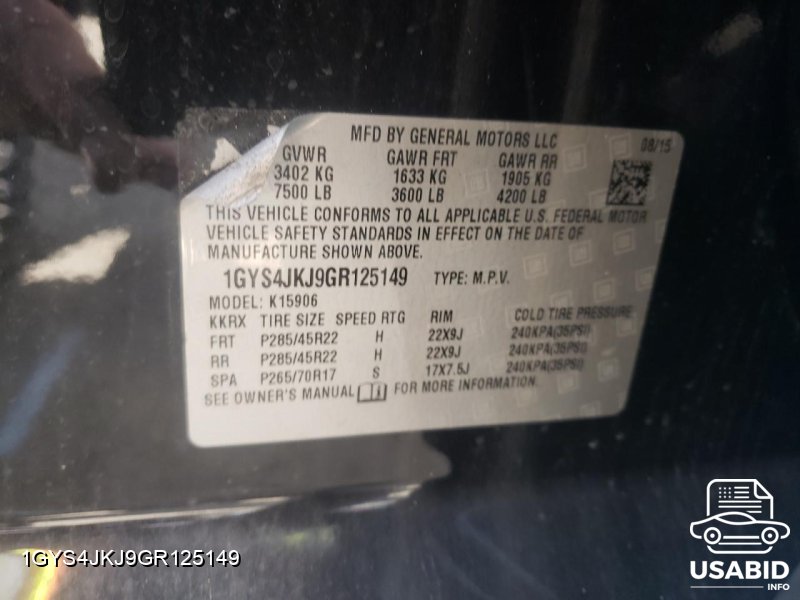 MFD BY GENERAL MOTORS LLC 08/15
GVWR GAWR FRT GAWR RR
3402 KG 1633 KG 1905 KG
7500 LB 3600 LB 4200 LB
THIS VEHICLE CONFORMS TO ALL APPLICABLE U.S. FEDERAL MOTOR
VEHICLE SAFETY STANDARDS IN EFFECT ON THE DATE OF
MANUFACTURE SHOWN ABOVE.
1GYS4JKJ9GR125149 TYPE: M.P.V.
MODEL: K15906
KKRX TIRE SIZE SPEED RTG RIM COLD TIRE PRESSURE
FRT P285/45R22 H 22X9J 240KPA(35PSI)
RR P285/45R22 H 22X9J 240KPA(35PSI)
SPA P265/70R17 S 17X7.5J 240KPA(35PSI)
SEE OWNER'S MANUAL FOR MORE INFORMATION.
1GYS4JKJ9GR125149
USABID
INFO